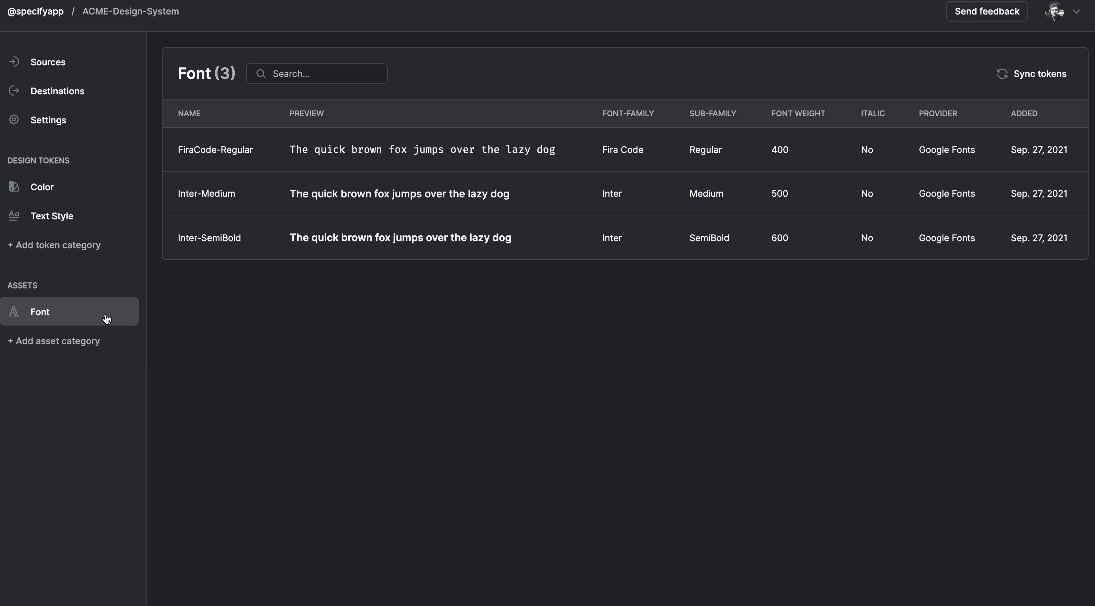 @specifyapp / ACME-Design-System
Send feedback
Sources
Destinations
Settings
DESIGN TOKENS
Color
Text Style
+ Add token category
ASSETS
Font
+ Add asset category
Font (3)
Search...
Sync tokens
NAME PREVIEW FONT-FAMILY SUB-FAMILY FONT WEIGHT ITALIC PROVIDER ADDED
FiraCode-Regular The quick brown fox jumps over the lazy dog Fira Code Regular 400 No Google Fonts Sep. 27, 2021
Inter-Medium The quick brown fox jumps over the lazy dog Inter Medium 500 No Google Fonts Sep. 27, 2021
Inter-SemiBold The quick brown fox jumps over the lazy dog Inter SemiBold 600 No Google Fonts Sep. 27, 2021